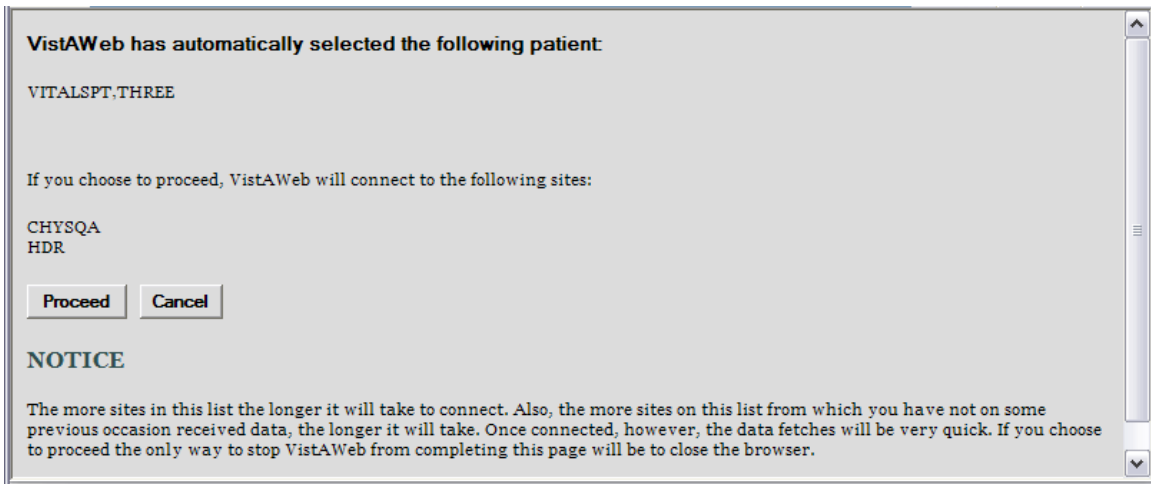 VistAWeb has automatically selected the following patient:
VITALSPT,THREE
If you choose to proceed, VistAWeb will connect to the following sites:
CHYSQA
HDR
Proceed Cancel
NOTICE
The more sites in this list the longer it will take to connect. Also, the more sites on this list from which you have not on some
previous occasion received data, the longer it will take. Once connected, however, the data fetches will be very quick. If you choose
to proceed the only way to stop VistAWeb from completing this page will be to close the browser.